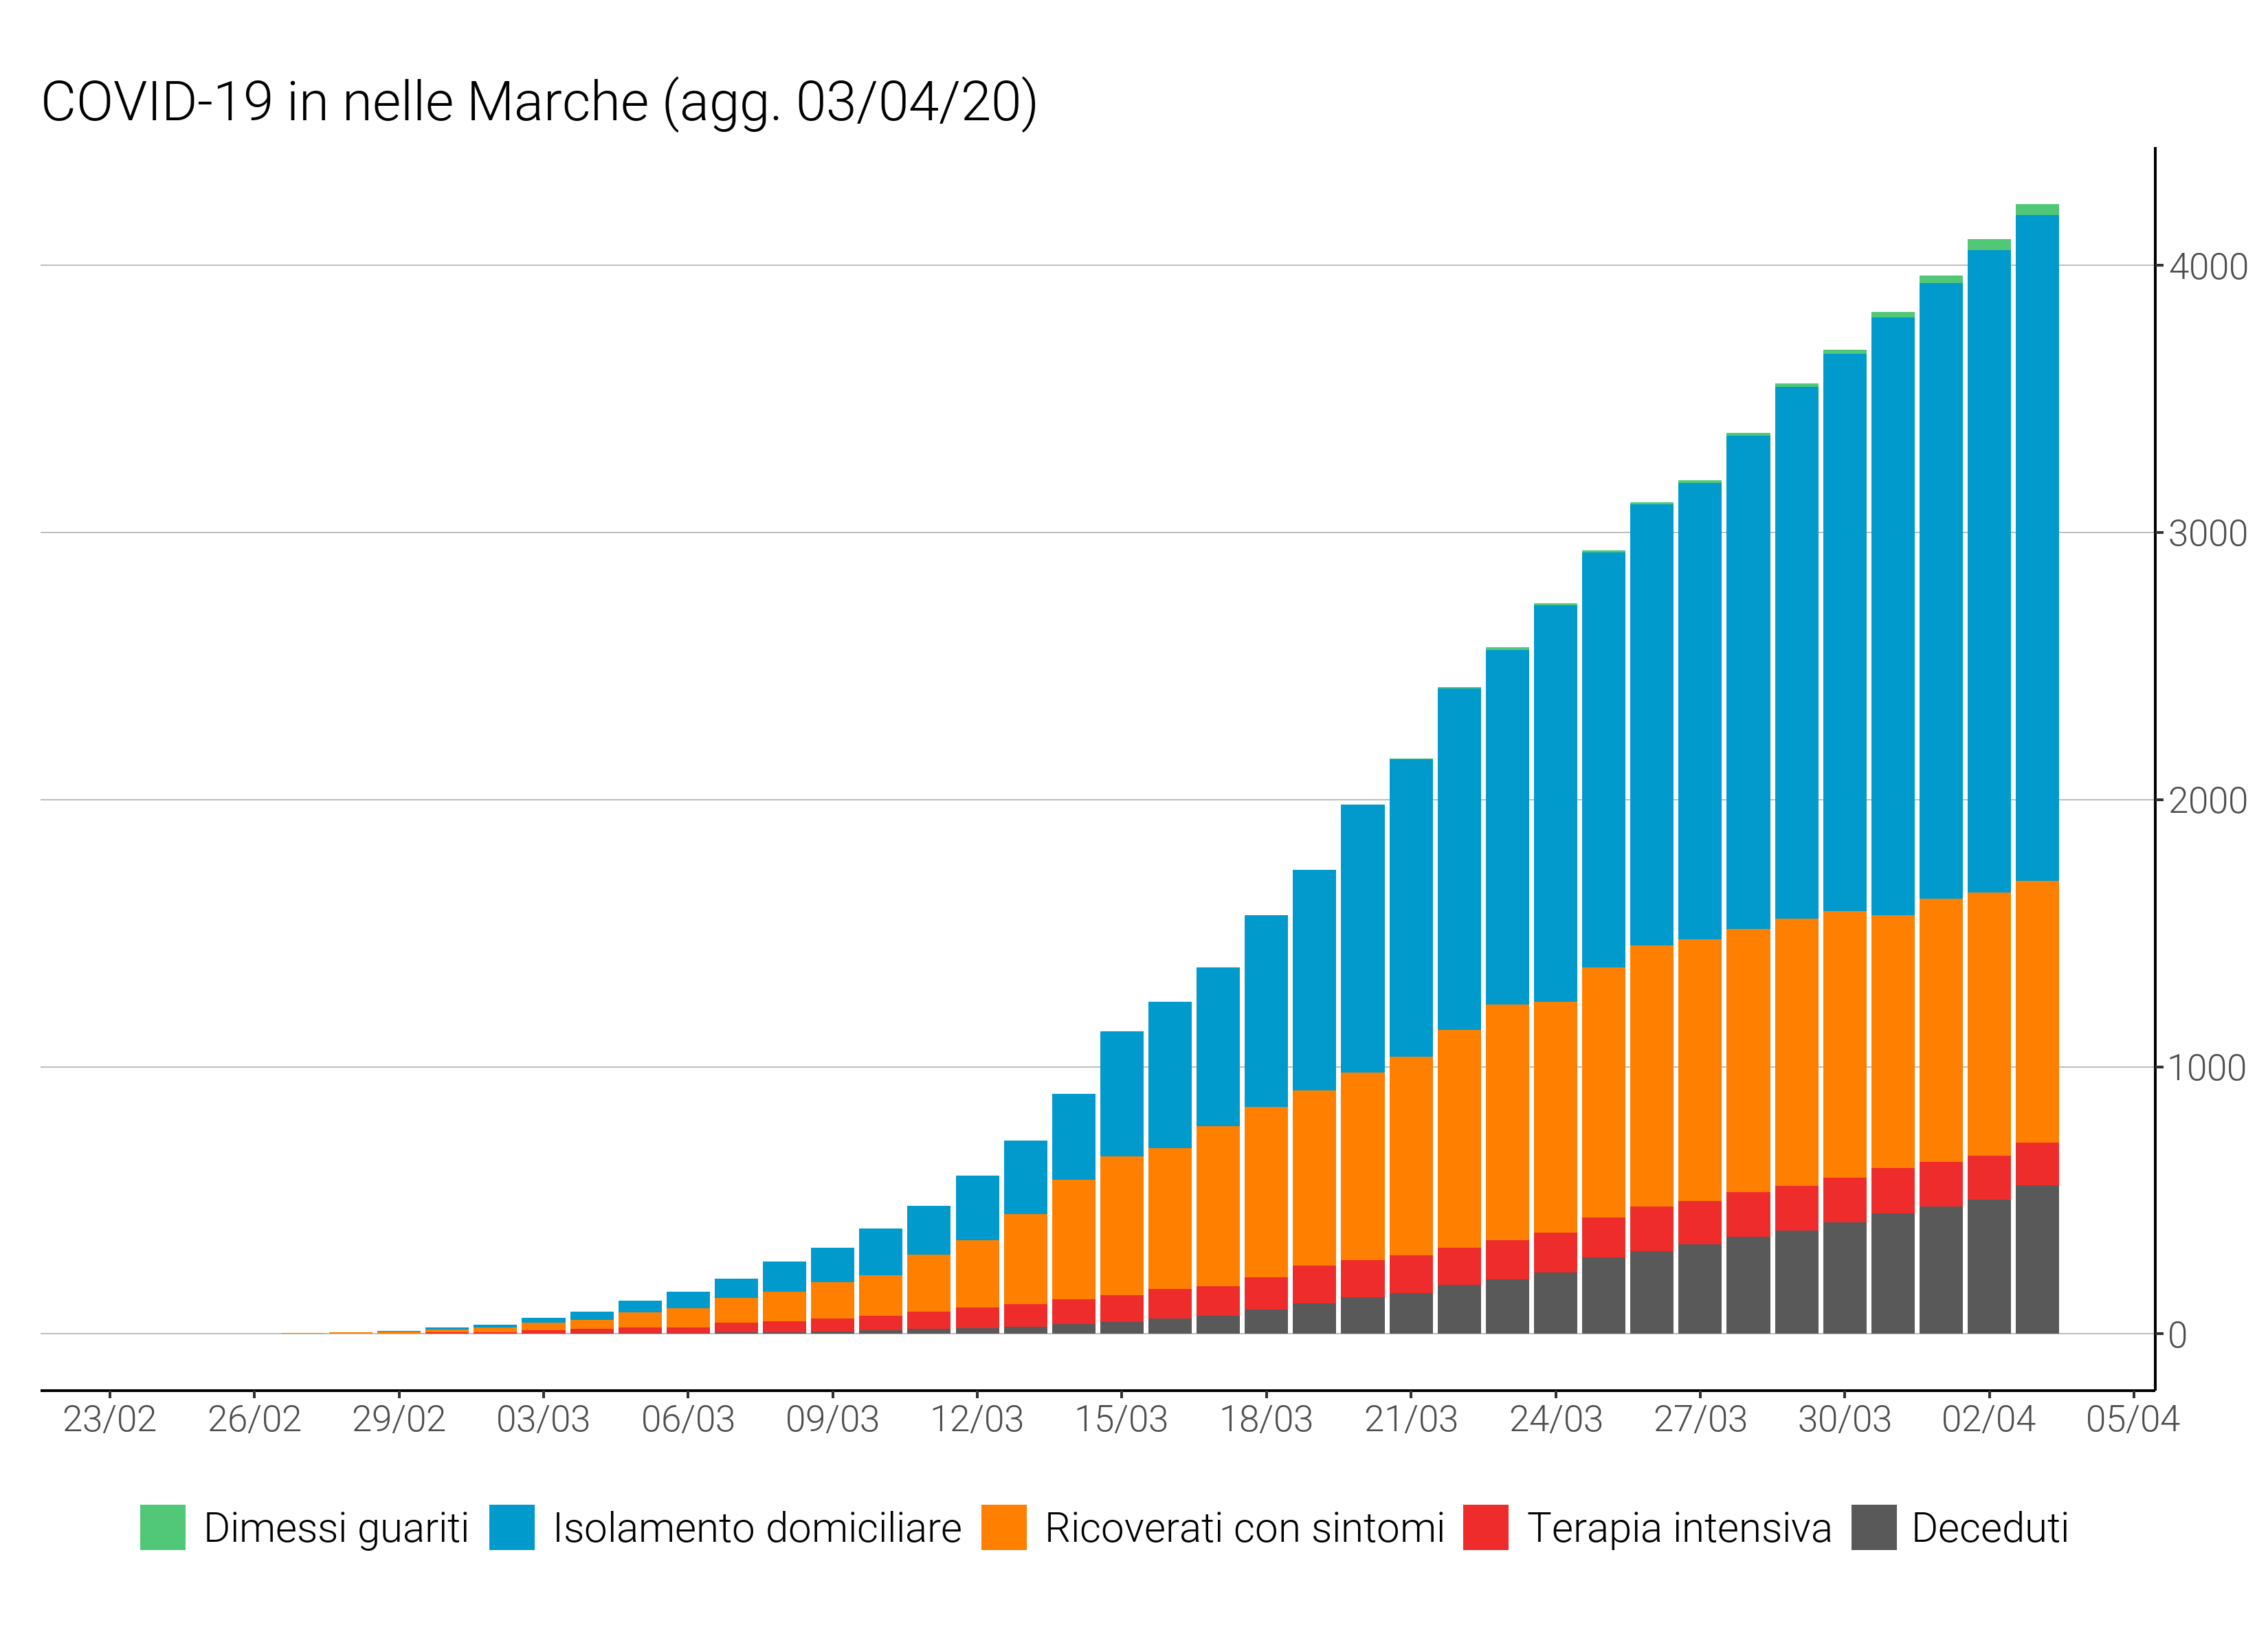 COVID-19 in nelle Marche (agg. 03/04/20)
4000
3000
2000
1000
0
23/02 26/02 29/02 03/03 06/03 09/03 12/03 15/03 18/03 21/03 24/03 27/03 30/03 02/04 05/04
Dimessi guariti Isolamento domiciliare Ricoverati con sintomi Terapia intensiva Deceduti